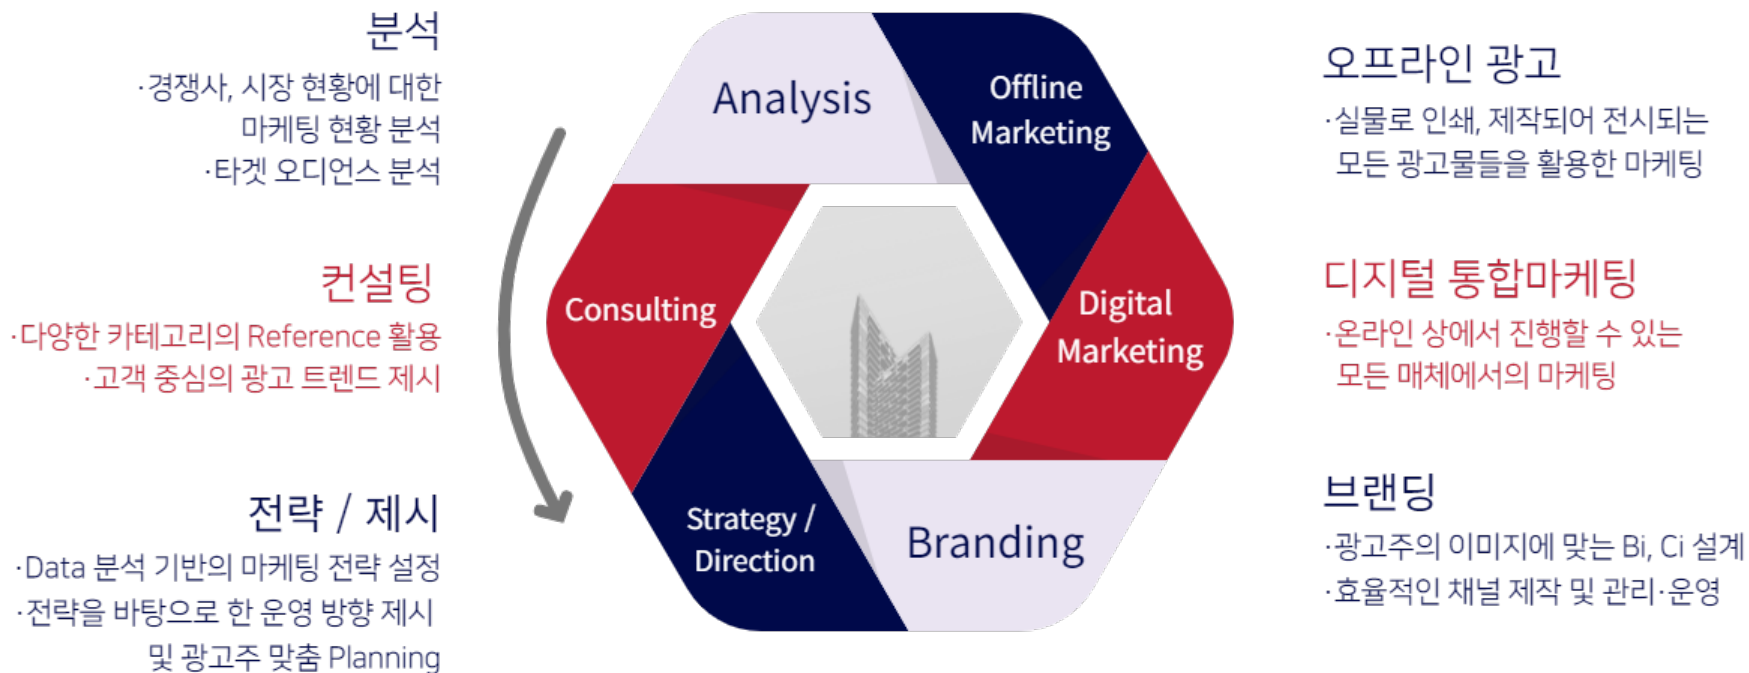 분석
·경쟁사, 시장 현황에 대한
마케팅 현황 분석
·타겟 오디언스 분석
컨설팅
·다양한 카테고리의 Reference 활용
·고객 중심의 광고 트렌드 제시
전략 / 제시
·Data 분석 기반의 마케팅 전략 설정
·전략을 바탕으로 한 운영 방향 제시
및 광고주 맞춤 Planning
Analysis
Offline
Marketing
Consulting
Digital
Marketing
Strategy /
Direction
Branding
오프라인 광고
·실물로 인쇄, 제작되어 전시되는
모든 광고물들을 활용한 마케팅
디지털 통합마케팅
·온라인 상에서 진행할 수 있는
모든 매체에서의 마케팅
브랜딩
·광고주의 이미지에 맞는 Bi, Ci 설계
·효율적인 채널 제작 및 관리·운영